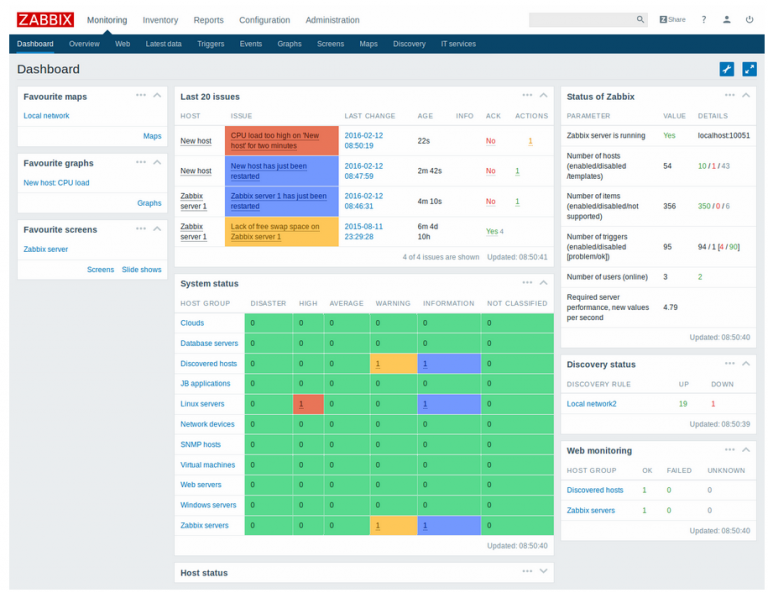 ZABBIX Monitoring Inventory Reports Configuration Administration Z Share ?
Dashboard Overview Web Latest data Triggers Events Graphs Screens Maps Discovery IT services
Dashboard
Favourite maps
Local network
Maps
Favourite graphs
New host: CPU load
Graphs
Favourite screens
Zabbix server
Screens Slide shows
Last 20 issues
HOST ISSUE LAST CHANGE AGE INFO ACK ACTIONS
New host CPU load too high on 'New host' for two minutes 2016-02-12 08:50:19 22s No 1
New host New host has just been restarted 2016-02-12 08:47:59 2m 42s No 1
Zabbix server 1 Zabbix server 1 has just been restarted 2016-02-12 08:46:31 4m 10s No 1
Zabbix server 1 Lack of free swap space on Zabbix server 1 2015-08-11 23:29:28 6m 4d 10h Yes 4
4 of 4 issues are shown Updated: 08:50:41
System status
HOST GROUP DISASTER HIGH AVERAGE WARNING INFORMATION NOT CLASSIFIED
Clouds 0 0 0 0 0 0
Database servers 0 0 0 0 0 0
Discovered hosts 0 0 0 1 1 0
JB applications 0 0 0 0 0 0
Linux servers 0 1 0 0 1 0
Network devices 0 0 0 0 0 0
SNMP hosts 0 0 0 0 0 0
Virtual machines 0 0 0 0 0 0
Web servers 0 0 0 0 0 0
Windows servers 0 0 0 0 0 0
Zabbix servers 0 0 0 1 1 0
Updated: 08:50:40
Host status
Status of Zabbix
PARAMETER VALUE DETAILS
Zabbix server is running Yes localhost:10051
Number of hosts (enabled/disabled /templates) 54 10 / 1 / 43
Number of items (enabled/disabled/not supported) 356 350 / 0 / 6
Number of triggers (enabled/disabled [problem/ok]) 95 94 / 1 [4 / 90]
Number of users (online) 3 2
Required server performance, new values per second 4.79
Updated: 08:50:40
Discovery status
DISCOVERY RULE UP DOWN
Local network2 19 1
Updated: 08:50:39
Web monitoring
HOST GROUP OK FAILED UNKNOWN
Discovered hosts 1 0 0
Zabbix servers 1 0 0
Updated: 08:50:40